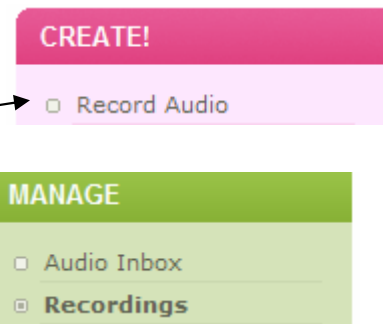 CREATE!
Record Audio
MANAGE
Audio Inbox
Recordings